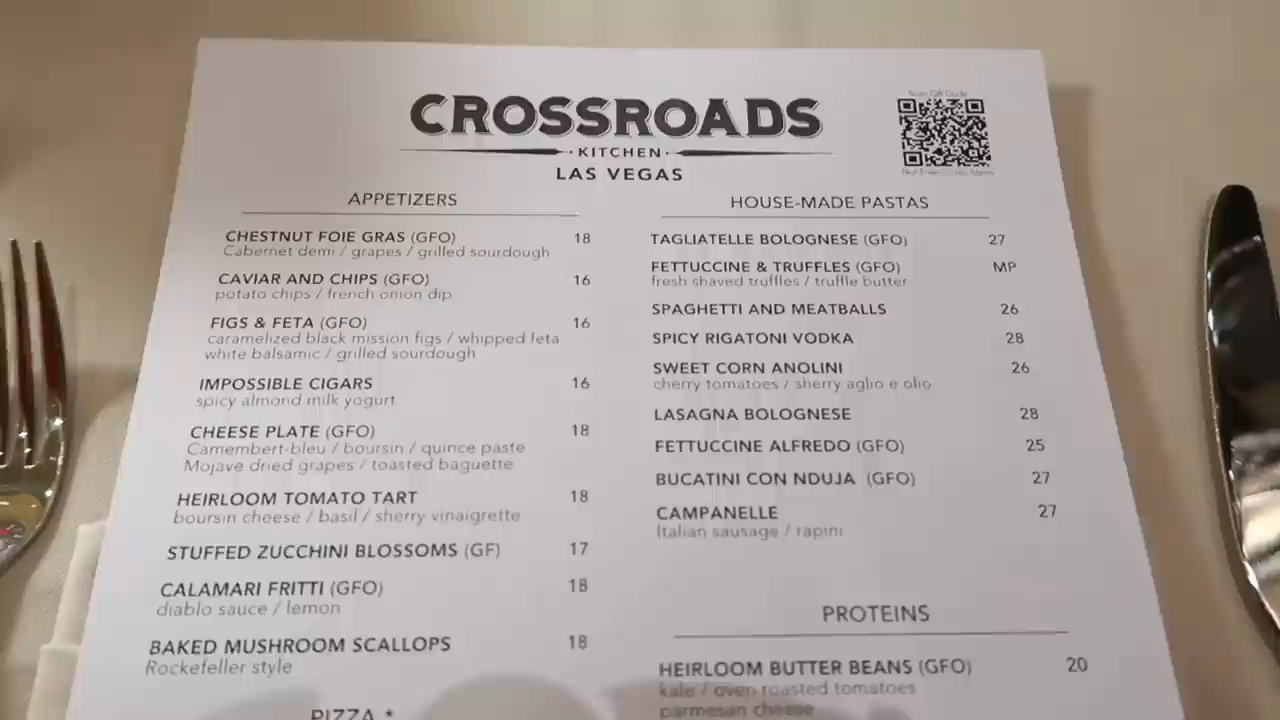 CROSSROADS
KITCHEN
LAS VEGAS
APPETIZERS
CHESTNUT FOIE GRAS (GFO) 18
Cabernet demi / grapes / grilled sourdough
CAVIAR AND CHIPS (GFO) 16
potato chips / french onion dip
FIGS & FETA (GFO) 16
caramelized black mission figs / whipped feta
white balsamic / grilled sourdough
IMPOSSIBLE CIGARS 16
spicy almond milk yogurt
CHEESE PLATE (GFO) 18
Camembert-bleu / boursin / quince paste
Mojave dried grapes / toasted baguette
HEIRLOOM TOMATO TART 18
boursin cheese / basil / sherry vinaigrette
STUFFED ZUCCHINI BLOSSOMS (GF) 17
CALAMARI FRITTI (GFO) 18
diablo sauce / lemon
BAKED MUSHROOM SCALLOPS 18
Rockefeller style
PIZZA *
HOUSE-MADE PASTAS
TAGLIATELLE BOLOGNESE (GFO) 27
FETTUCCINE & TRUFFLES (GFO) MP
fresh shaved truffles / truffle butter
SPAGHETTI AND MEATBALLS 26
SPICY RIGATONI VODKA 28
SWEET CORN ANOLINI 26
cherry tomatoes / sherry aglio e olio
LASAGNA BOLOGNESE 28
FETTUCCINE ALFREDO (GFO) 25
BUCATINI CON NDUJA (GFO) 27
CAMPANELLE 27
Italian sausage / rapini
PROTEINS
HEIRLOOM BUTTER BEANS (GFO) 20
kale / oven roasted tomatoes
parmesan cheese